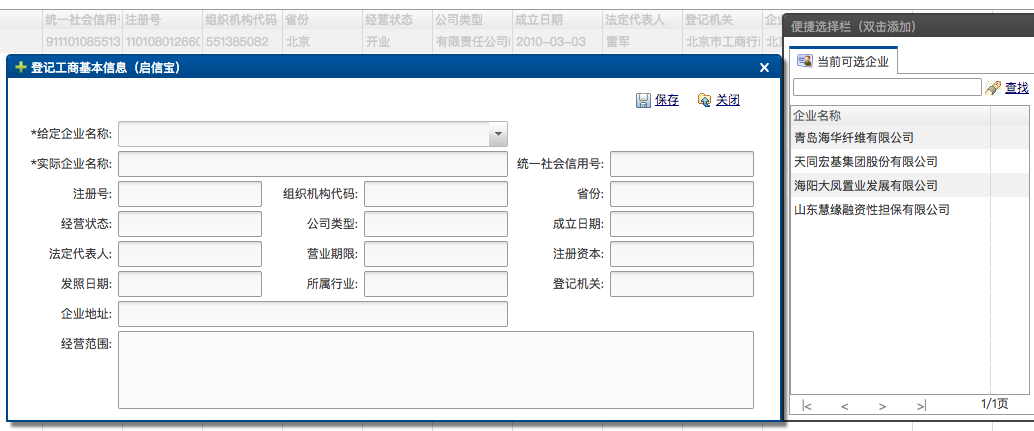 统一社会信用 注册号 组织机构代码 省份 经营状态 公司类型 成立日期 法定代表人 登记机关
911101085513 11010801266 551385082 北京 开业 有限责任公司 2010-03-03 雷军 北京市工商行
便捷选择栏（双击添加）
登记工商基本信息（启信宝）
当前可选企业
保存 关闭
查找
*给定企业名称:
*实际企业名称: 统一社会信用号:
注册号: 组织机构代码: 省份:
经营状态: 公司类型: 成立日期:
法定代表人: 营业期限: 注册资本:
发照日期: 所属行业: 登记机关:
企业地址:
经营范围:
企业名称
青岛海华纤维有限公司
天同宏基集团股份有限公司
海阳大凤置业发展有限公司
山东慧缘融资性担保有限公司
|< < > >| 1/1页